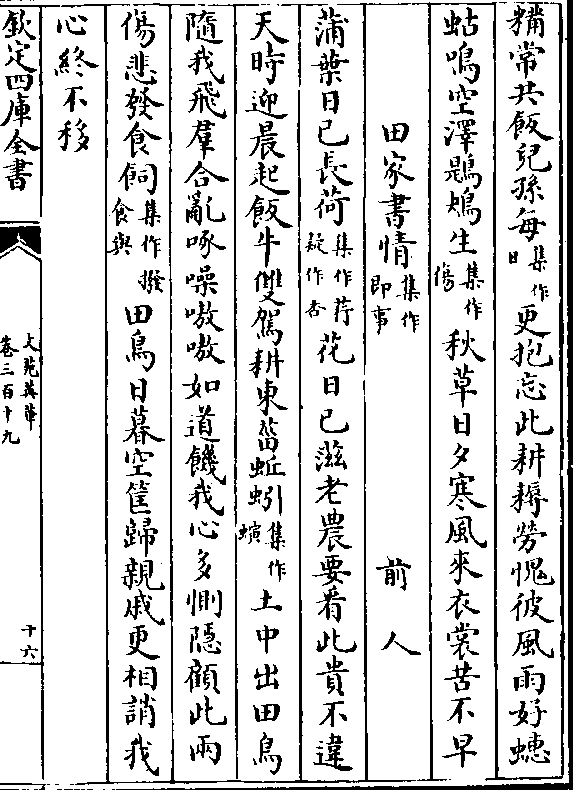 糒常共飯兒孫每集作日更抱忘此耕耨勞愧彼風雨好蟪
蛄鳴空澤鶗鴂生集作傷秋草日夕寒風來衣裳苦不早
田家書情集作即事 前人
蒲葉日已長荷集作荇疑作杏花日已滋老農要看此貴不違
天時迎晨起飯牛雙駕耕東菑蚯蚓集作螾土中出田烏
隨我飛羣合亂啄噪嗷嗷如道饑我心多惻隱顧此兩
傷悲發食飼集作撥食與田烏日暮空筐歸親戚更相誚我
心終不移
欽定四庫全書
文苑英華
卷三百十九
十六